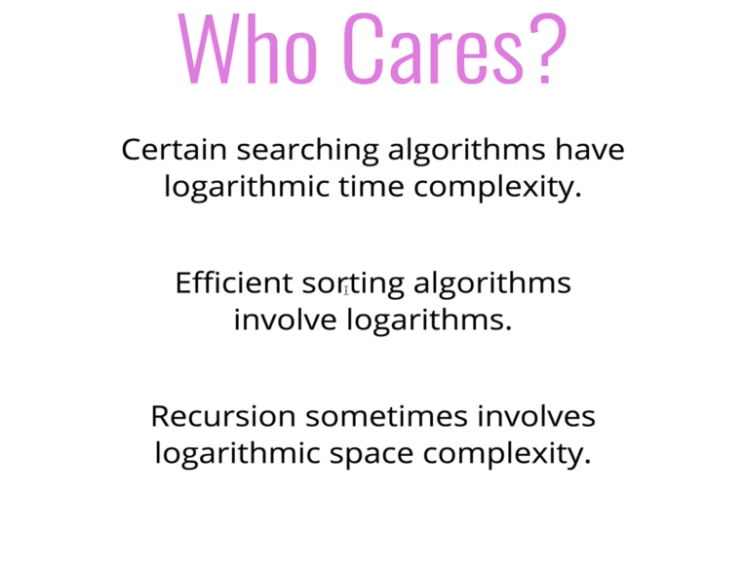 Who Cares?
Certain searching algorithms have
logarithmic time complexity.
Efficient sorting algorithms
involve logarithms.
Recursion sometimes involves
logarithmic space complexity.